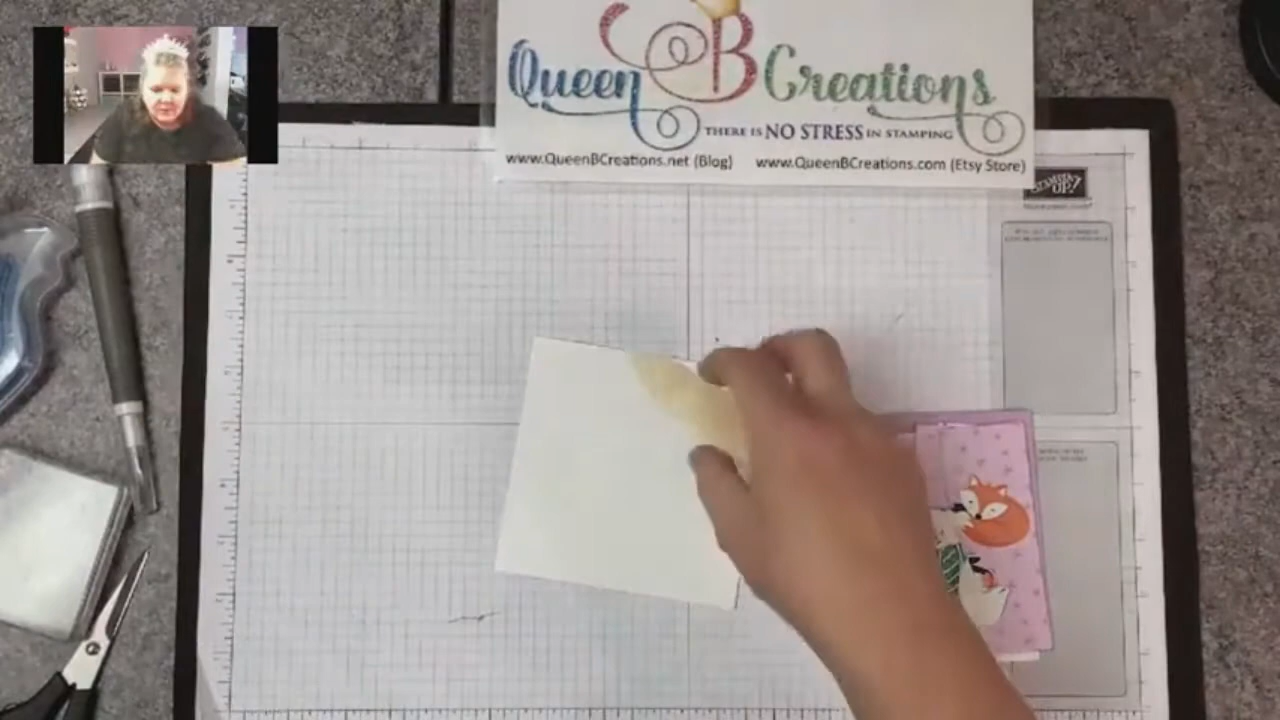 Queen B Creations
THERE IS NO STRESS IN STAMPING
www.QueenBCreations.net (Blog) www.QueenBCreations.com (Etsy Store)
STAMPIN' UP!